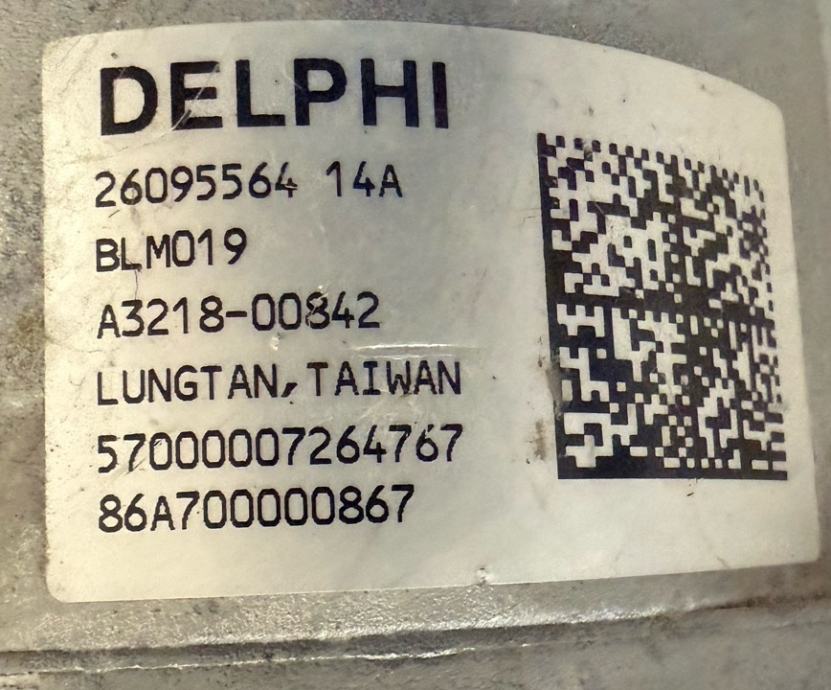 DELPHI
26095564 14A
BLM019
A3218-00842
LUNGTAN, TAIWAN
57000007264767
86A700000867